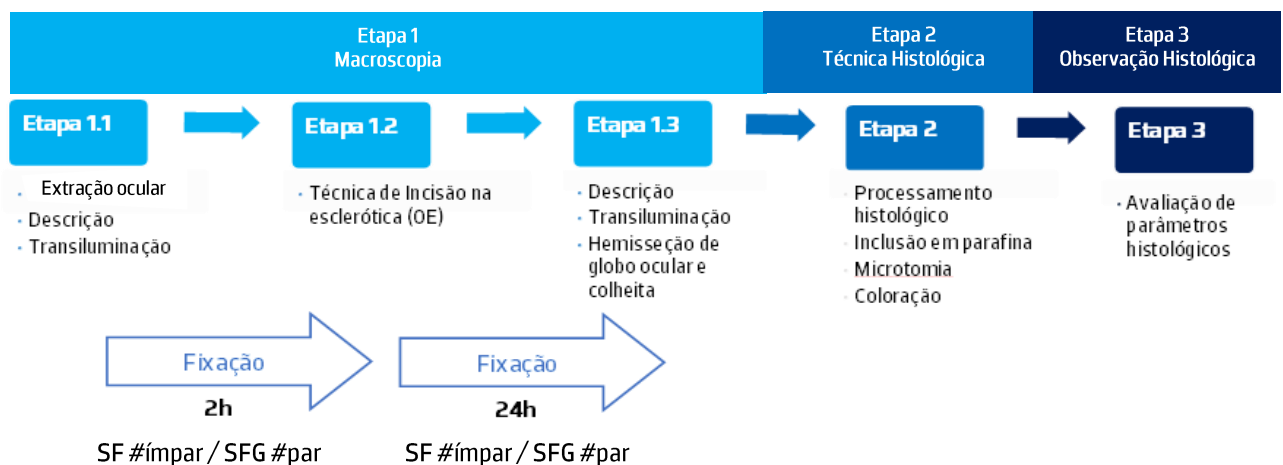 Etapa 1
Macroscopia
Etapa 2
Técnica Histológica
Etapa 3
Observação Histológica
Etapa 1.1
Etapa 1.2
Etapa 1.3
Etapa 2
Etapa 3
· Extração ocular
· Descrição
· Transiluminação
· Técnica de Incisão na
esclerótica (OE)
· Descrição
· Transiluminação
· Hemisseção de
globo ocular e
colheita
· Processamento
histológico
· Inclusão em parafina
· Microtomia
· Coloração
· Avaliação de
parâmetros
histológicos
Fixação
2h
SF #ímpar / SFG #par
Fixação
24h
SF #ímpar / SFG #par